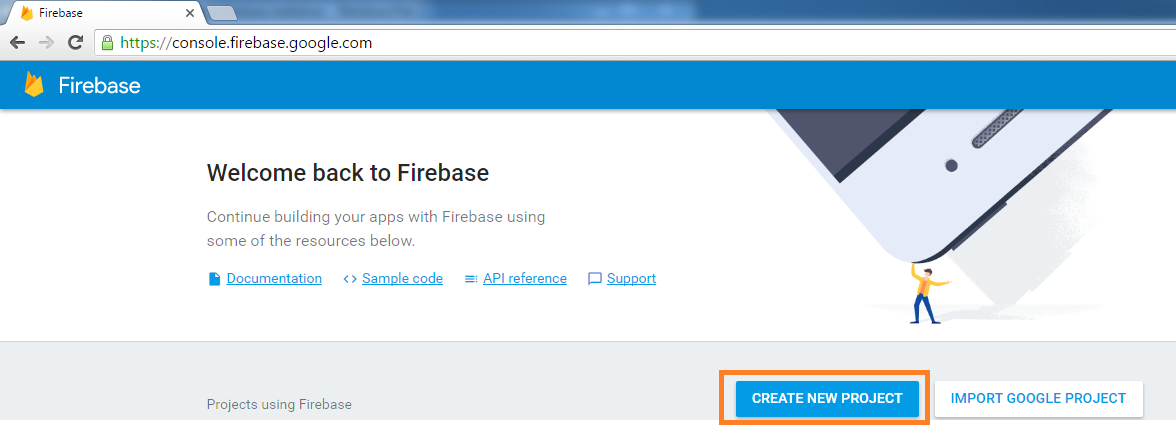 Firebase
https://console.firebase.google.com
Firebase
Welcome back to Firebase
Continue building your apps with Firebase using
some of the resources below.
Documentation Sample code API reference Support
Projects using Firebase CREATE NEW PROJECT IMPORT GOOGLE PROJECT